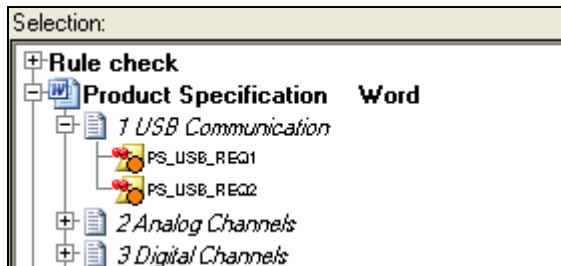 Selection:
Rule check
Product Specification Word
1 USB Communication
PS_USB_REQ1
PS_USB_REQ2
2 Analog Channels
3 Digital Channels